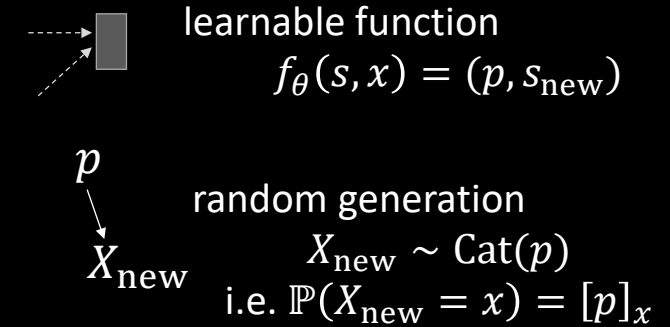 learnable function
f_θ(s, x) = (p, s_new)
p
random generation
X_new
X_new ~ Cat(p)
i.e. ℙ(X_new = x) = [p]_x